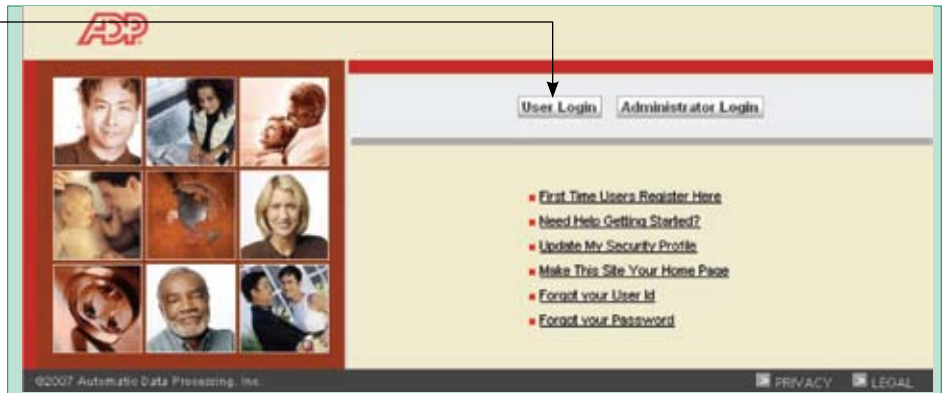 ADP
User Login Administrator Login
First Time Users Register Here
Need Help Getting Started?
Update My Security Profile
Make This Site Your Home Page
Forgot your User Id
Forgot your Password
©2007 Automatic Data Processing, Inc. PRIVACY LEGAL